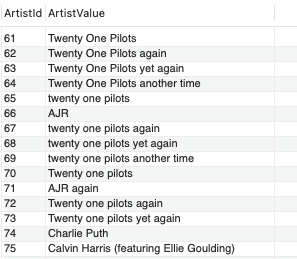 ArtistId ArtistValue
61 Twenty One Pilots
62 Twenty One Pilots again
63 Twenty One Pilots yet again
64 Twenty One Pilots another time
65 twenty one pilots
66 AJR
67 twenty one pilots again
68 twenty one pilots yet again
69 twenty one pilots another time
70 Twenty one pilots
71 AJR again
72 Twenty one pilots again
73 Twenty one pilots yet again
74 Charlie Puth
75 Calvin Harris (featuring Ellie Goulding)